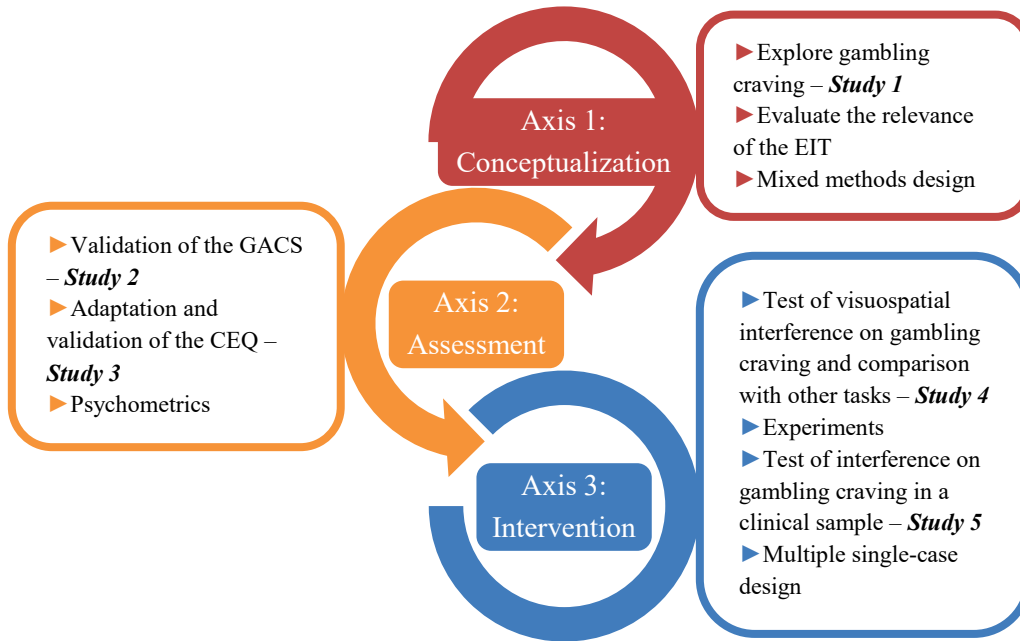 Axis 1:
Conceptualization
►Explore gambling
craving – Study 1
►Evaluate the relevance
of the EIT
►Mixed methods design
Axis 2:
Assessment
►Validation of the GACS
– Study 2
►Adaptation and
validation of the CEQ –
Study 3
►Psychometrics
Axis 3:
Intervention
►Test of visuospatial
interference on gambling
craving and comparison
with other tasks – Study 4
►Experiments
►Test of interference on
gambling craving in a
clinical sample – Study 5
►Multiple single-case
design